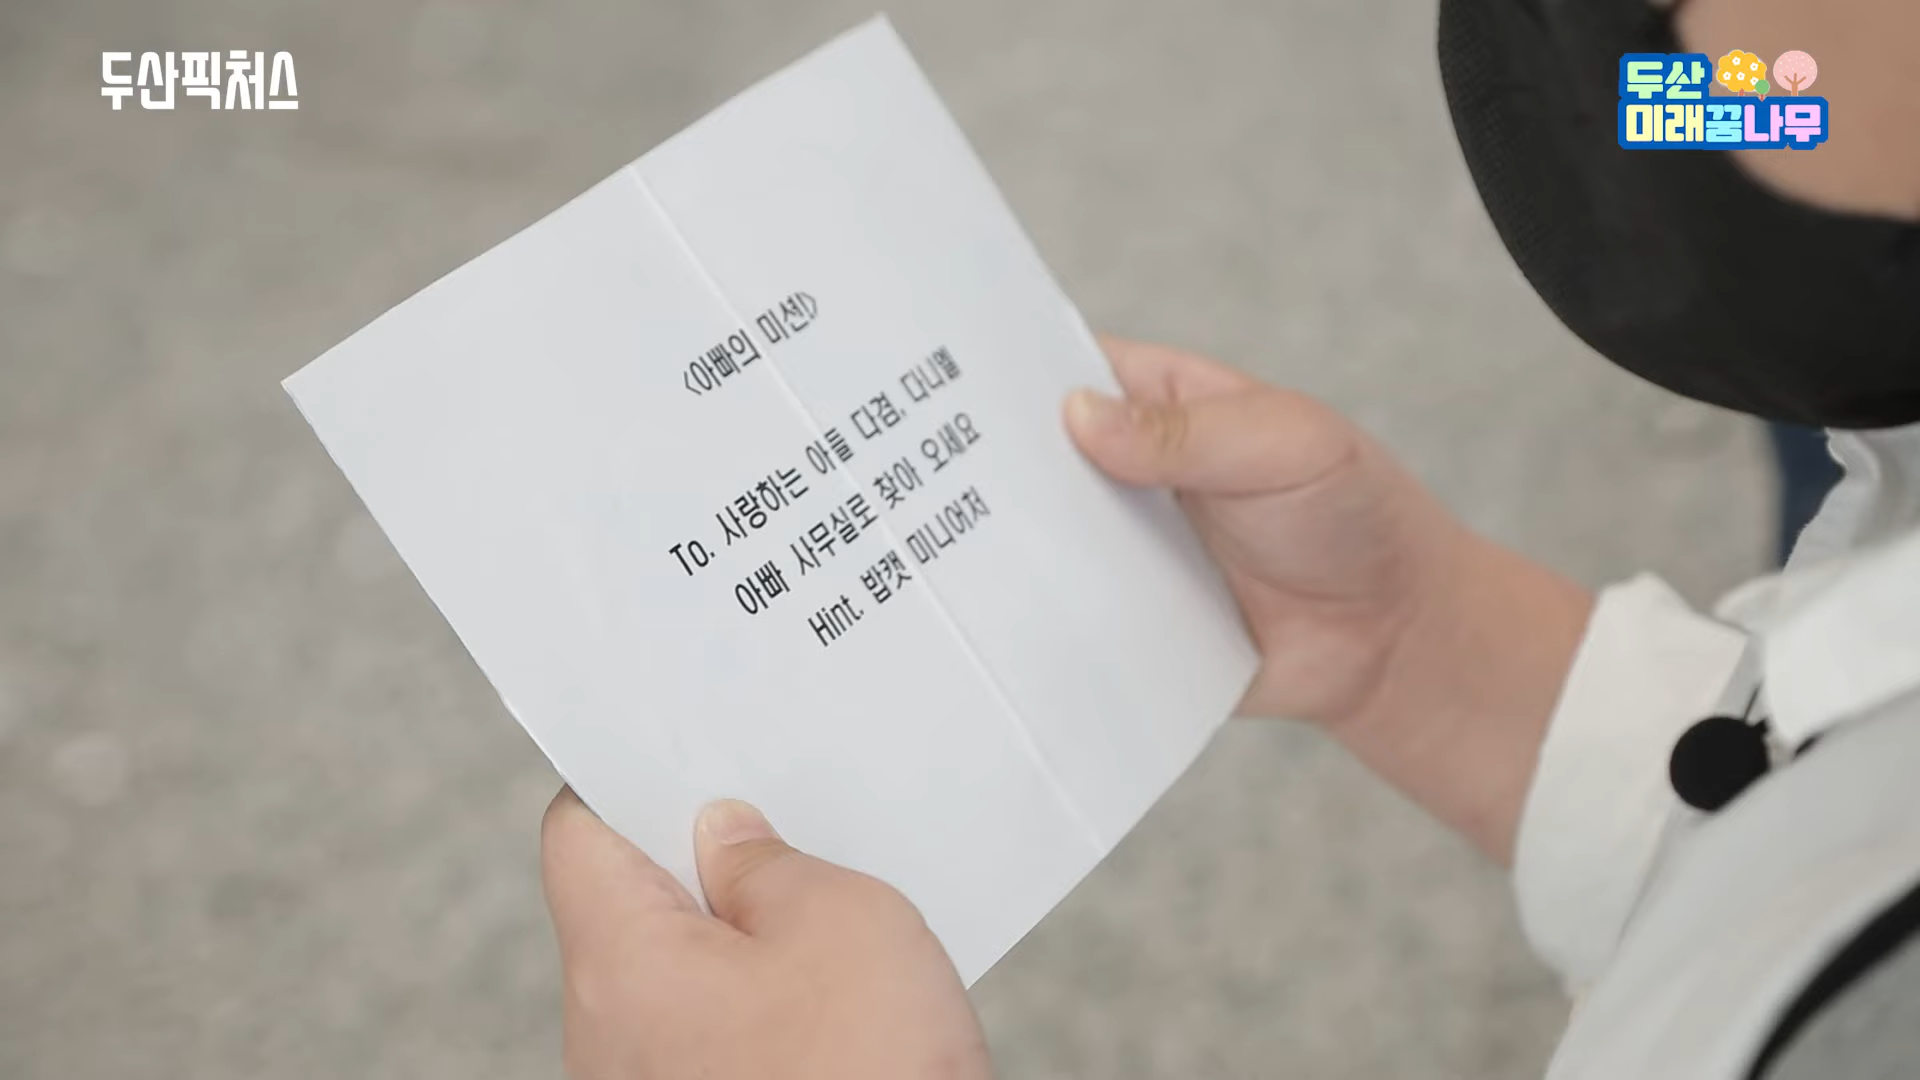 두산픽처스
두산
미래꿈나무
<아빠의 미션!>
To. 사랑하는 아들 다겸, 다니엘
아빠 사무실로 찾아 오세요
Hint. 밥캣 미니어처